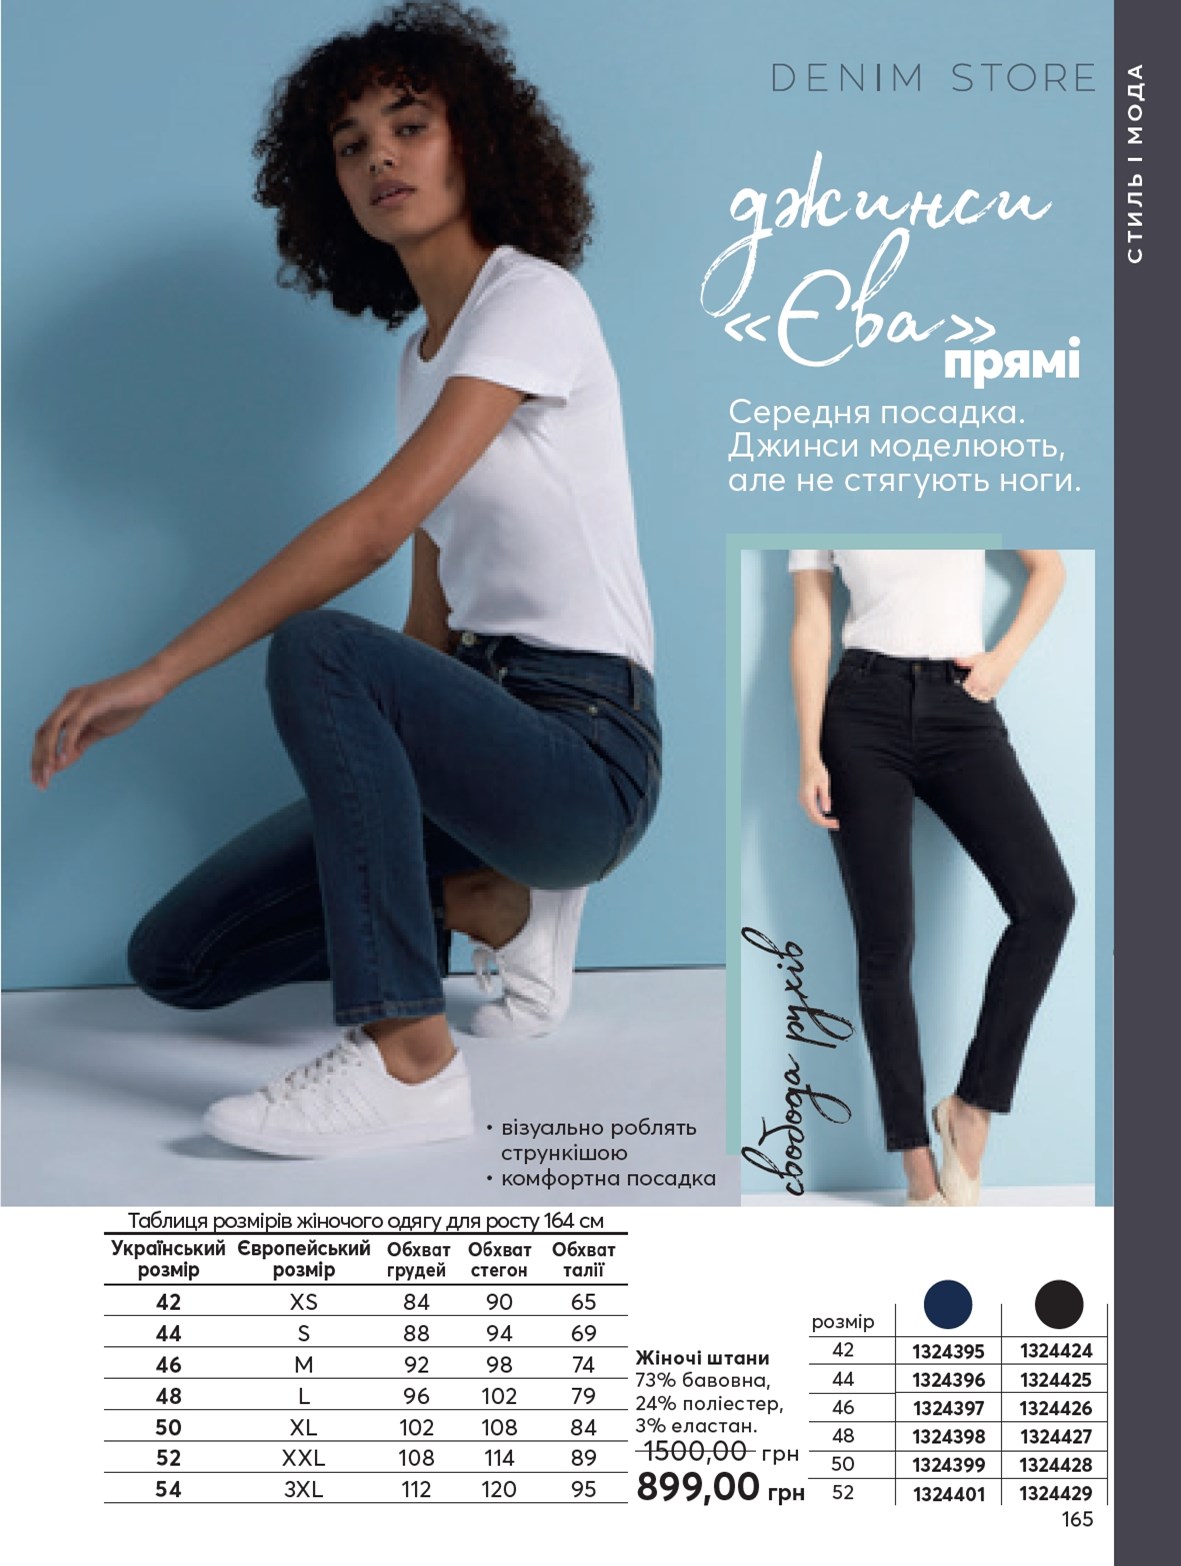 DENIM STORE
СТИЛЬ І МОДА
джинси
«Єва»
прямі
Середня посадка.
Джинси моделюють,
але не стягують ноги.
свобода рухів
• візуально роблять
стрункішою
• комфортна посадка
Таблиця розмірів жіночого одягу для росту 164 см
Український розмір Європейський розмір Обхват грудей Обхват стегон Обхват талії
42 XS 84 90 65
44 S 88 94 69
46 M 92 98 74
48 L 96 102 79
50 XL 102 108 84
52 XXL 108 114 89
54 3XL 112 120 95
Жіночі штани
73% бавовна,
24% поліестер,
3% еластан.
1500,00 грн
899,00 грн
розмір
42 1324395 1324424
44 1324396 1324425
46 1324397 1324426
48 1324398 1324427
50 1324399 1324428
52 1324401 1324429
165